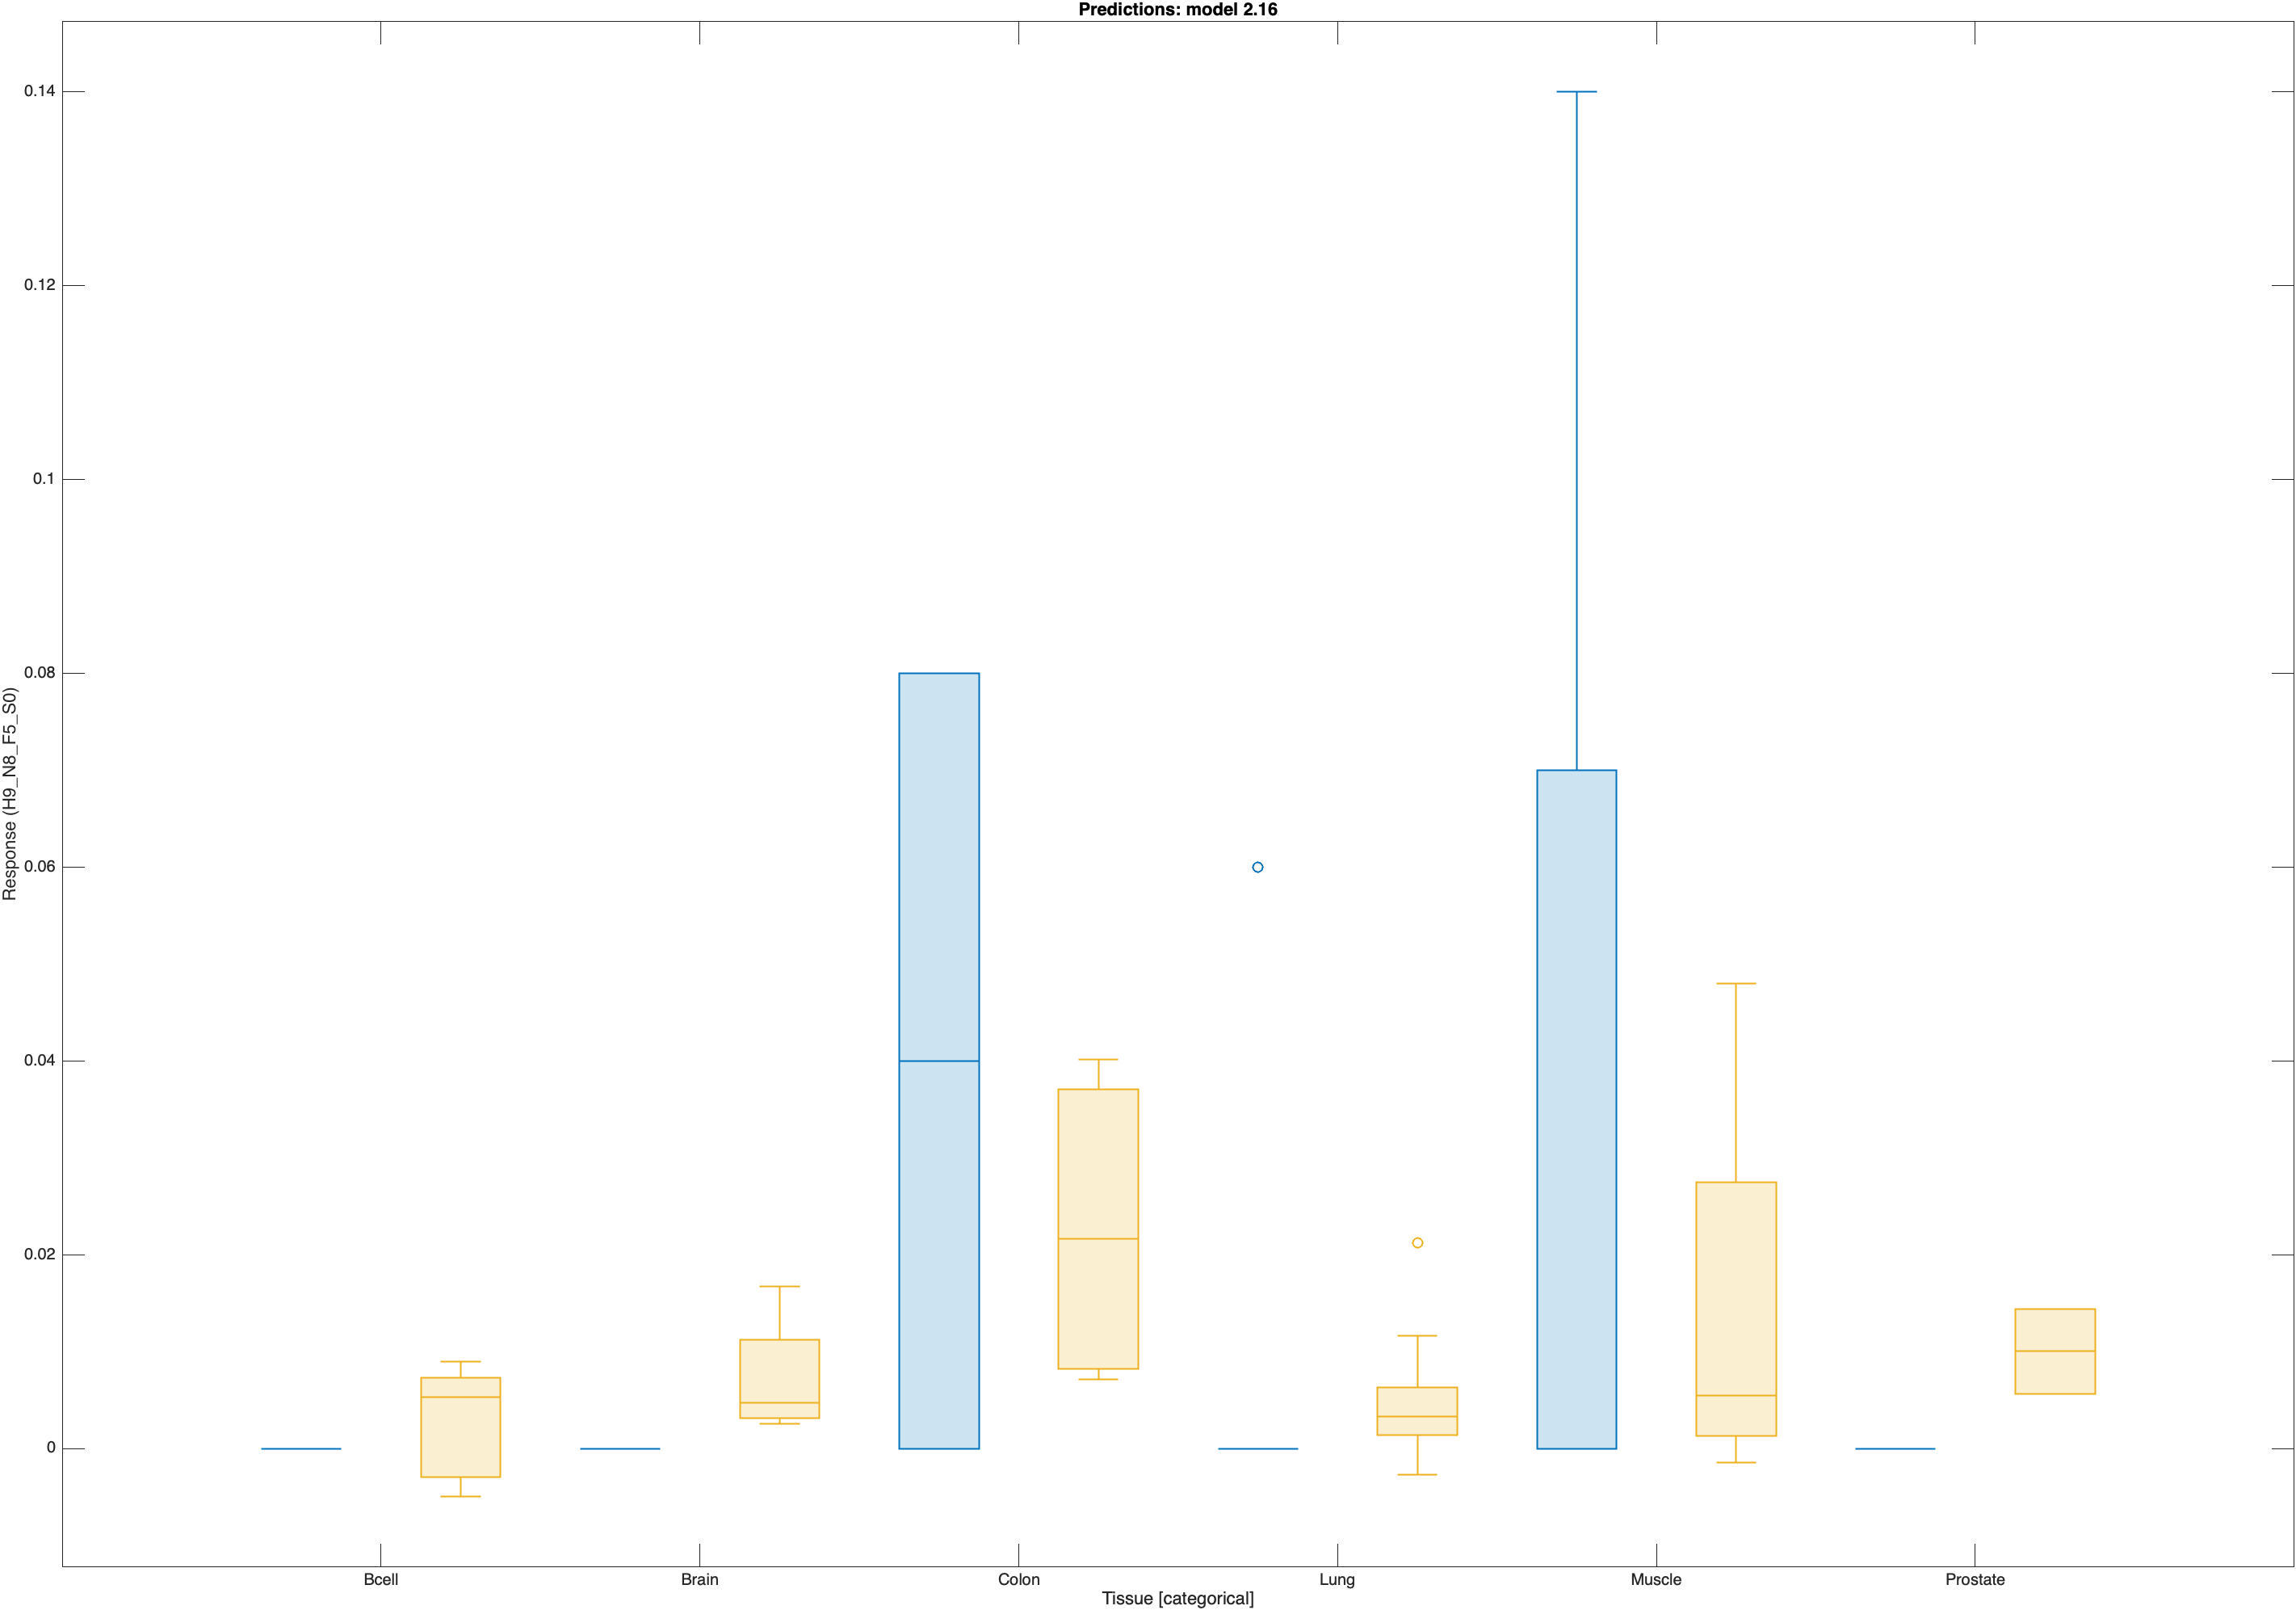 Predictions: model 2.16
0.14
0.12
0.1
0.08
0.06
0.04
0.02
0
Response (H9_N8_F5_S0)
Bcell Brain Colon Lung Muscle Prostate
Tissue [categorical]